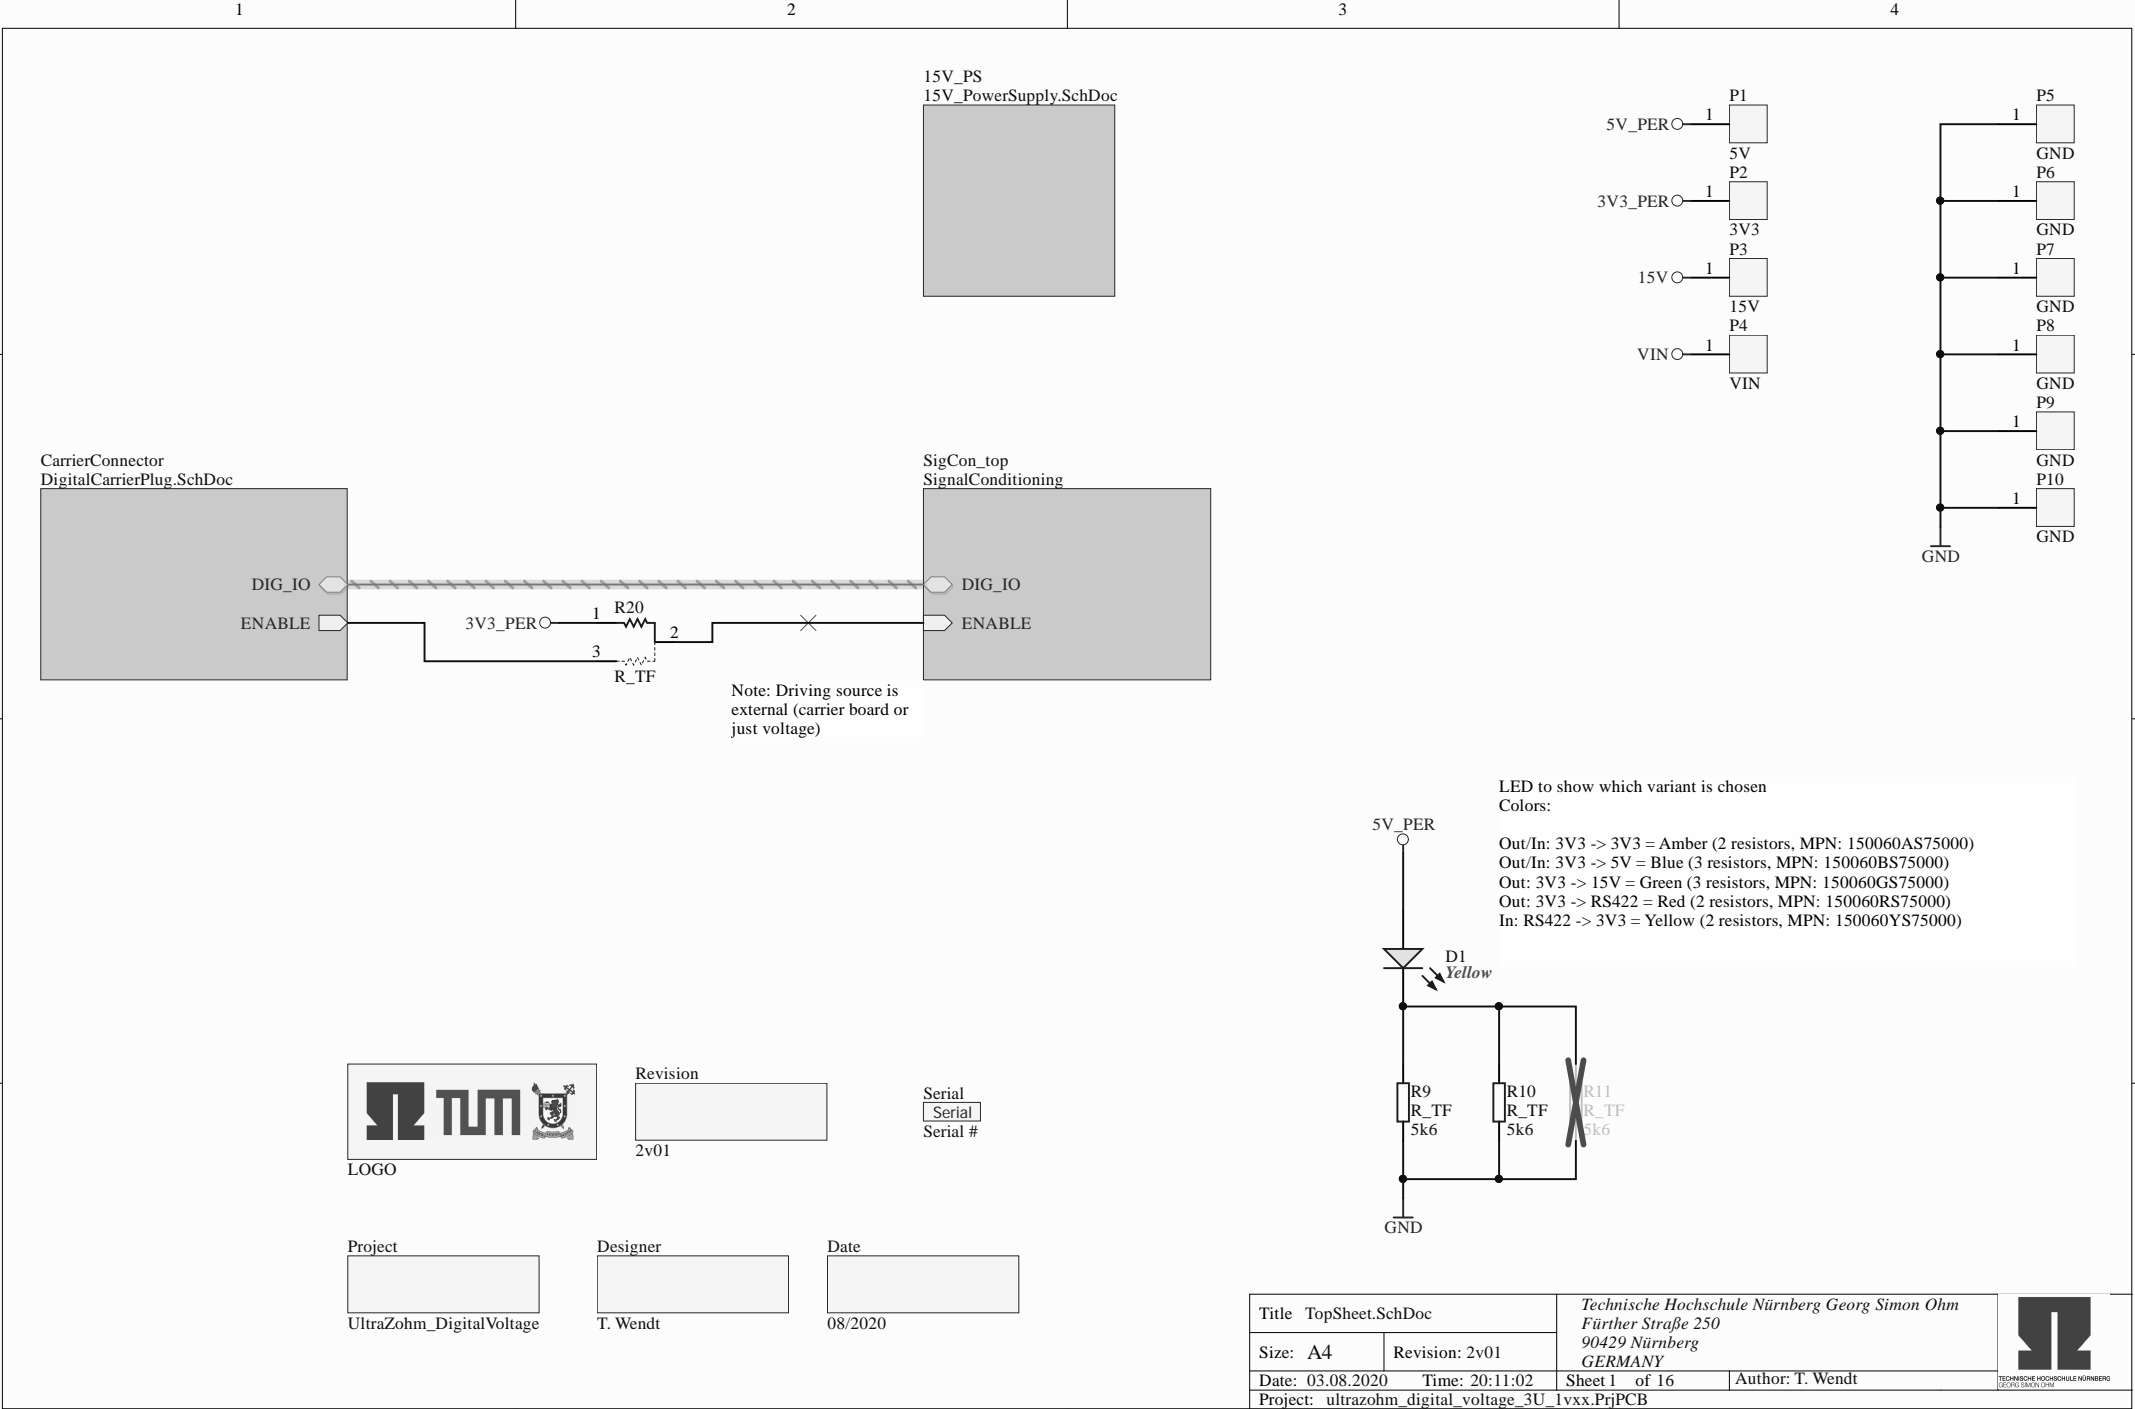 1
2
3
4
15V_PS
15V_PowerSupply.SchDoc
P1
5V_PER
1
5V
P2
3V3_PER
1
3V3
P3
15V
1
15V
P4
VIN
1
VIN
P5
1
GND
P6
1
GND
P7
1
GND
P8
1
GND
P9
1
GND
P10
1
GND
GND
CarrierConnector
DigitalCarrierPlug.SchDoc
DIG_IO
ENABLE
3V3_PER
1
R20
2
3
R_TF
SigCon_top
SignalConditioning
DIG_IO
ENABLE
Note: Driving source is
external (carrier board or
just voltage)
LED to show which variant is chosen
Colors:
Out/In: 3V3 -> 3V3 = Amber (2 resistors, MPN: 150060AS75000)
Out/In: 3V3 -> 5V = Blue (3 resistors, MPN: 150060BS75000)
Out: 3V3 -> 15V = Green (3 resistors, MPN: 150060GS75000)
Out: 3V3 -> RS422 = Red (2 resistors, MPN: 150060RS75000)
In: RS422 -> 3V3 = Yellow (2 resistors, MPN: 150060YS75000)
5V_PER
D1
Yellow
R9
R_TF
5k6
R10
R_TF
5k6
R11
R_TF
5k6
GND
TUM
LOGO
Revision
2v01
Serial
Serial
Serial #
Project
UltraZohm_DigitalVoltage
Designer
T. Wendt
Date
08/2020
Title TopSheet.SchDoc
Size: A4
Revision: 2v01
Date: 03.08.2020 Time: 20:11:02
Sheet 1 of 16
Author: T. Wendt
Project: ultrazohm_digital_voltage_3U_1vxx.PrjPCB
Technische Hochschule Nürnberg Georg Simon Ohm
Fürther Straße 250
90429 Nürnberg
GERMANY
TECHNISCHE HOCHSCHULE NÜRNBERG
GEORG SIMON OHM